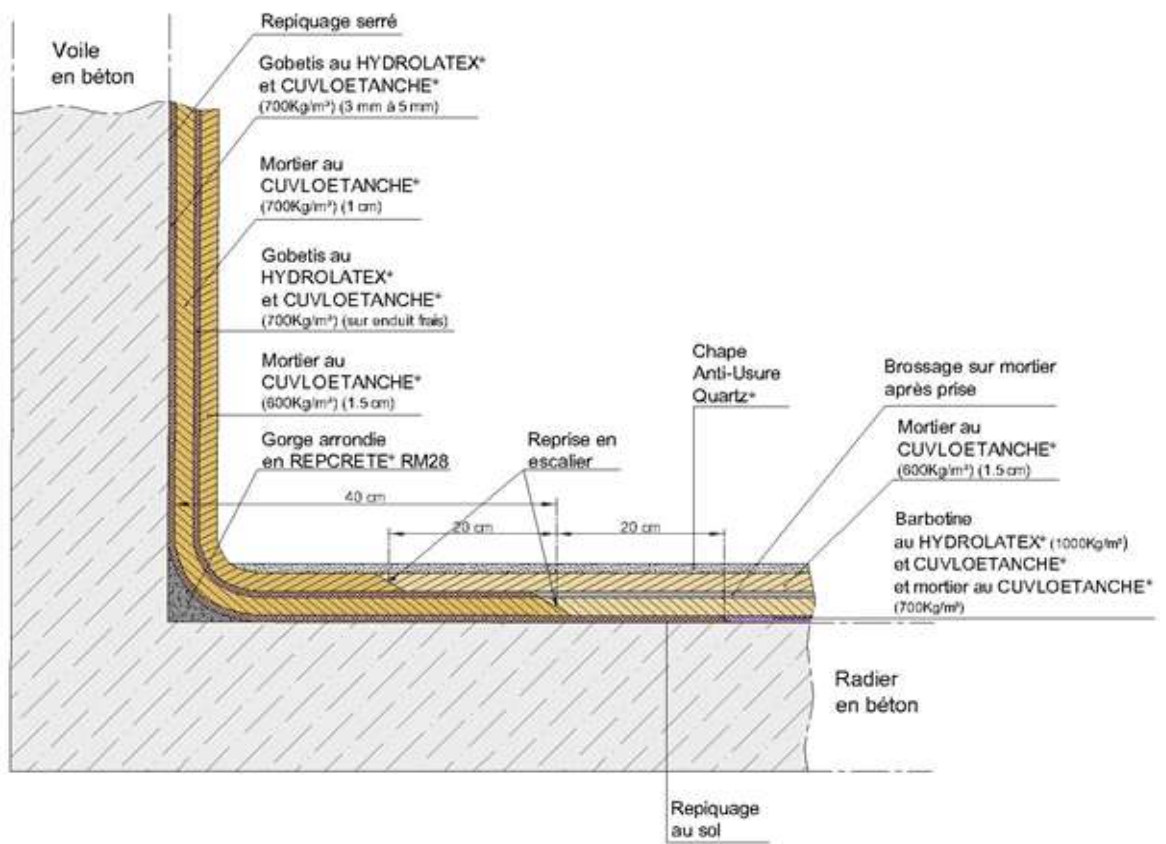 Voile
en béton
Repiquage serré
Gobetis au HYDROLATEX*
et CUVLOETANCHE*
(700Kg/m³) (3 mm à 5 mm)
Mortier au
CUVLOETANCHE*
(700Kg/m³) (1 cm)
Gobetis au
HYDROLATEX*
et CUVLOETANCHE*
(700Kg/m³) (sur enduit frais)
Mortier au
CUVLOETANCHE*
(600Kg/m³) (1.5 cm)
Gorge arrondie
en REPCRETE* RM28
Reprise en
escalier
Chape
Anti-Usure
Quartz*
Brossage sur mortier
après prise
Mortier au
CUVLOETANCHE*
(600Kg/m³) (1.5 cm)
Barbotine
au HYDROLATEX* (1000Kg/m³)
et CUVLOETANCHE*
et mortier au CUVLOETANCHE*
(700Kg/m³)
40 cm
20 cm
20 cm
Radier
en béton
Repiquage
au sol